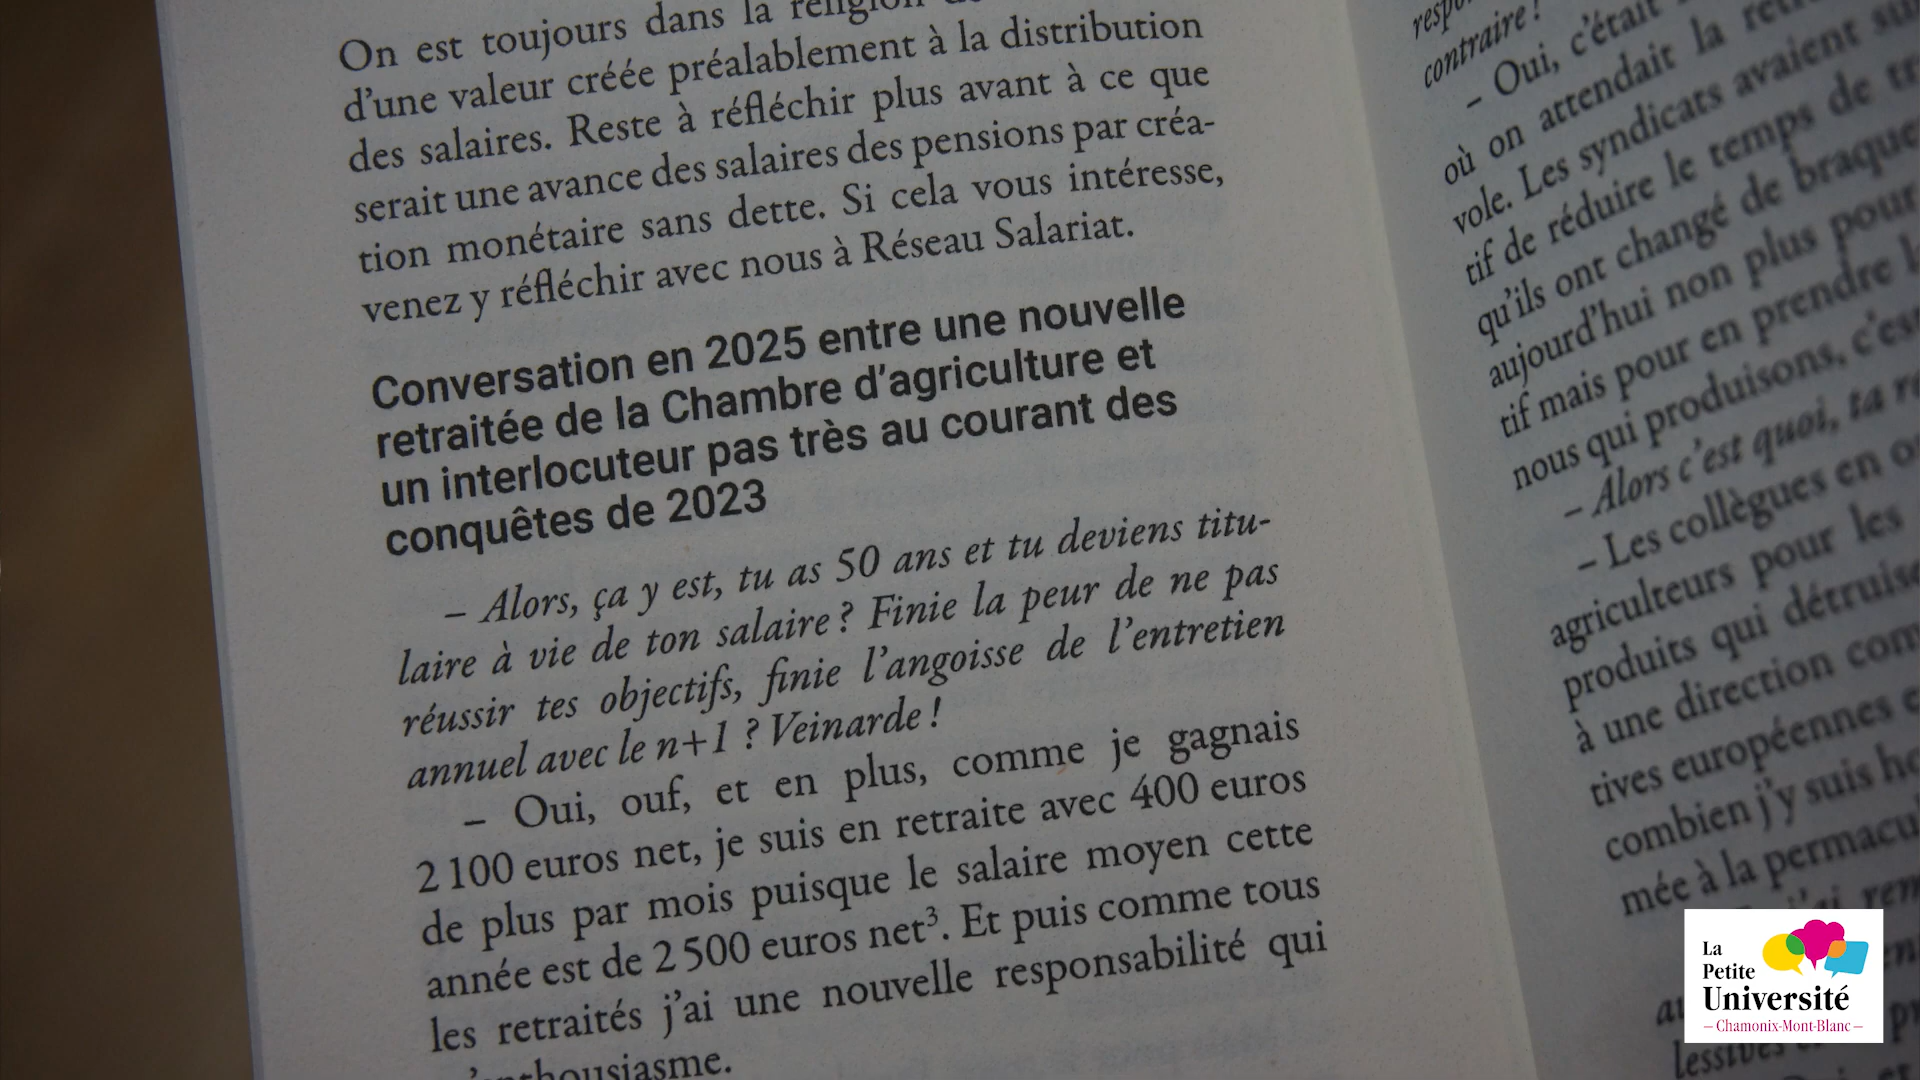 On est toujours dans la religion
d'une valeur créée préalablement à la distribution
des salaires. Reste à réfléchir plus avant à ce que
serait une avance des salaires des pensions par créa-
tion monétaire sans dette. Si cela vous intéresse,
venez y réfléchir avec nous à Réseau Salariat.
Conversation en 2025 entre une nouvelle
retraitée de la Chambre d'agriculture et
un interlocuteur pas très au courant des
conquêtes de 2023
– Alors, ça y est, tu as 50 ans et tu deviens titu-
laire à vie de ton salaire ? Finie la peur de ne pas
réussir tes objectifs, finie l'angoisse de l'entretien
annuel avec le n+1 ? Veinarde !
– Oui, ouf, et en plus, comme je gagnais
2 100 euros net, je suis en retraite avec 400 euros
de plus par mois puisque le salaire moyen cette
année est de 2 500 euros net³. Et puis comme tous
les retraités j'ai une nouvelle responsabilité qui
contraire !
– Oui, c'était
où on attendait la
vole. Les syndicats avaient
tif de réduire le temps de
qu'ils ont changé de
aujourd'hui non plus pour
tif mais pour en prendre
nous qui produisons, c'est
– Alors c'est quoi, ta
– Les collègues en
agriculteurs pour les
produits qui
à une direction
tives européennes
combien j'y suis
mée à la
La
Petite
Université
– Chamonix-Mont-Blanc –